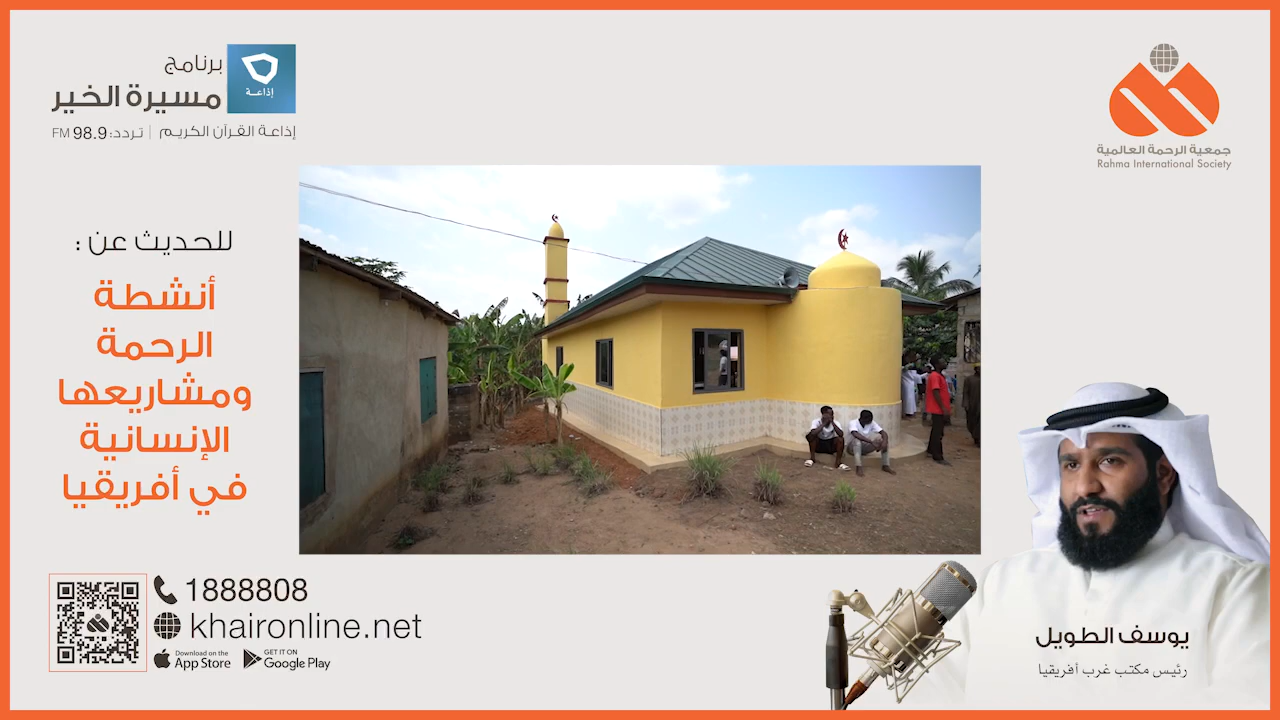 برنامج
مسيرة الخير
إذاعة
إذاعة القرآن الكريم | تردد: 98.9 FM
جمعية الرحمة العالمية
Rahma International Society
للحديث عن :
أنشطة
الرحمة
ومشاريعها
الإنسانية
في أفريقيا
1888808
khaironline.net
Download on the
App Store
GET IT ON
Google Play
يوسف الطويل
رئيس مكتب غرب أفريقيا